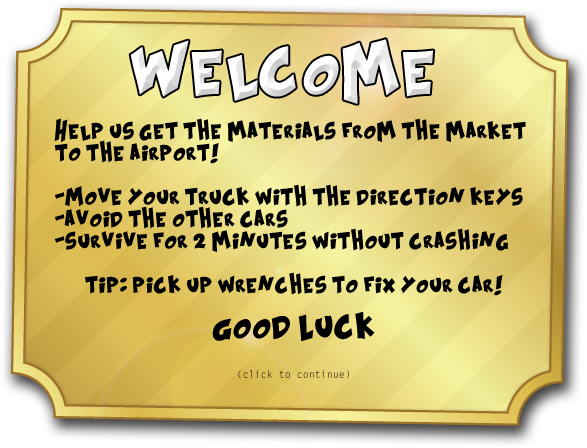 WELCOME
HELP US GET THE MATERIALS FROM THE MARKET
TO THE AIRPORT!
-MOVE YOUR TRUCK WITH THE DIRECTION KEYS
-AVOID THE OTHER CARS
-SURVIVE FOR 2 MINUTES WITHOUT CRASHING
TIP: PICK UP WRENCHES TO FIX YOUR CAR!
GOOD LUCK
(click to continue)